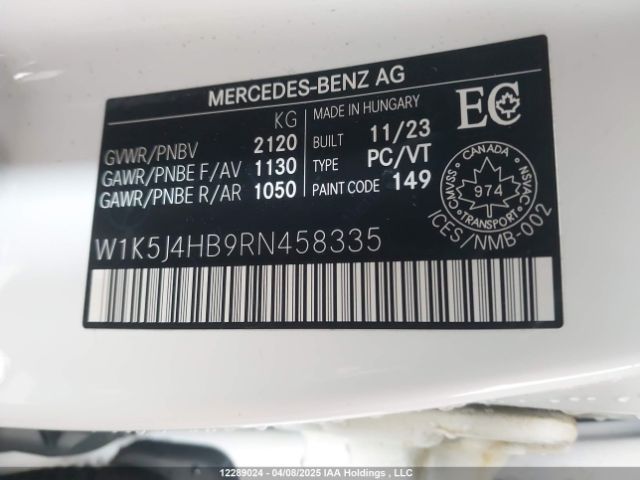 MERCEDES-BENZ AG
KG
MADE IN HUNGARY
EC
GVWR/PNBV 2120
BUILT 11/23
GAWR/PNBE F/AV 1130
TYPE PC/VT
GAWR/PNBE R/AR 1050
PAINT CODE 149
CANADA
CMVSS
974
NSVAC
ICES/NMB-002
W1K5J4HB9RN458335
12289024 - 04/08/2025 IAA Holdings , LLC